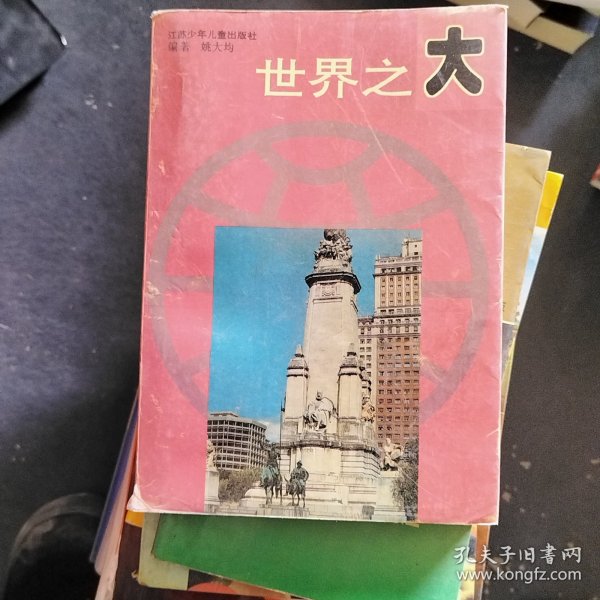 江苏少年儿童出版社
编著 姚大均
世界之大
孔夫子旧书网
www.kongfz.com